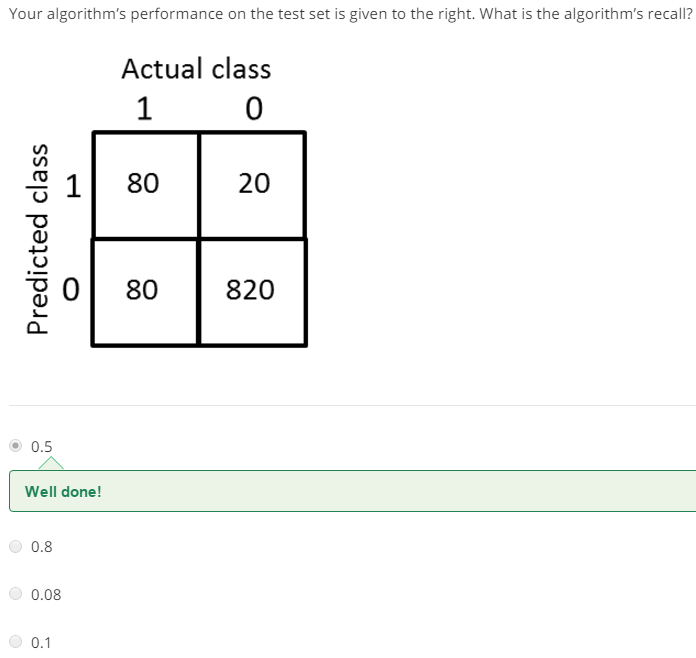 Your algorithm’s performance on the test set is given to the right. What is the algorithm’s recall?
Actual class
1 0
Predicted class
1 80 20
0 80 820
0.5
Well done!
0.8
0.08
0.1